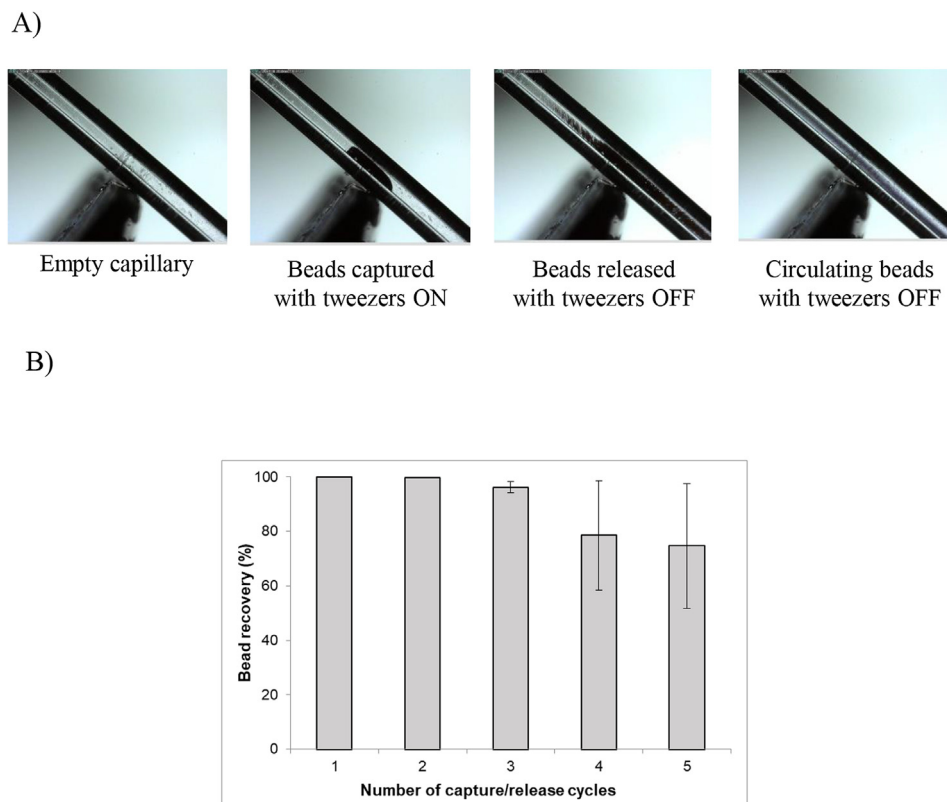 A)
Empty capillary
Beads captured
with tweezers ON
Beads released
with tweezers OFF
Circulating beads
with tweezers OFF
B)
Bead recovery (%)
100
80
60
40
20
0
1 2 3 4 5
Number of capture/release cycles